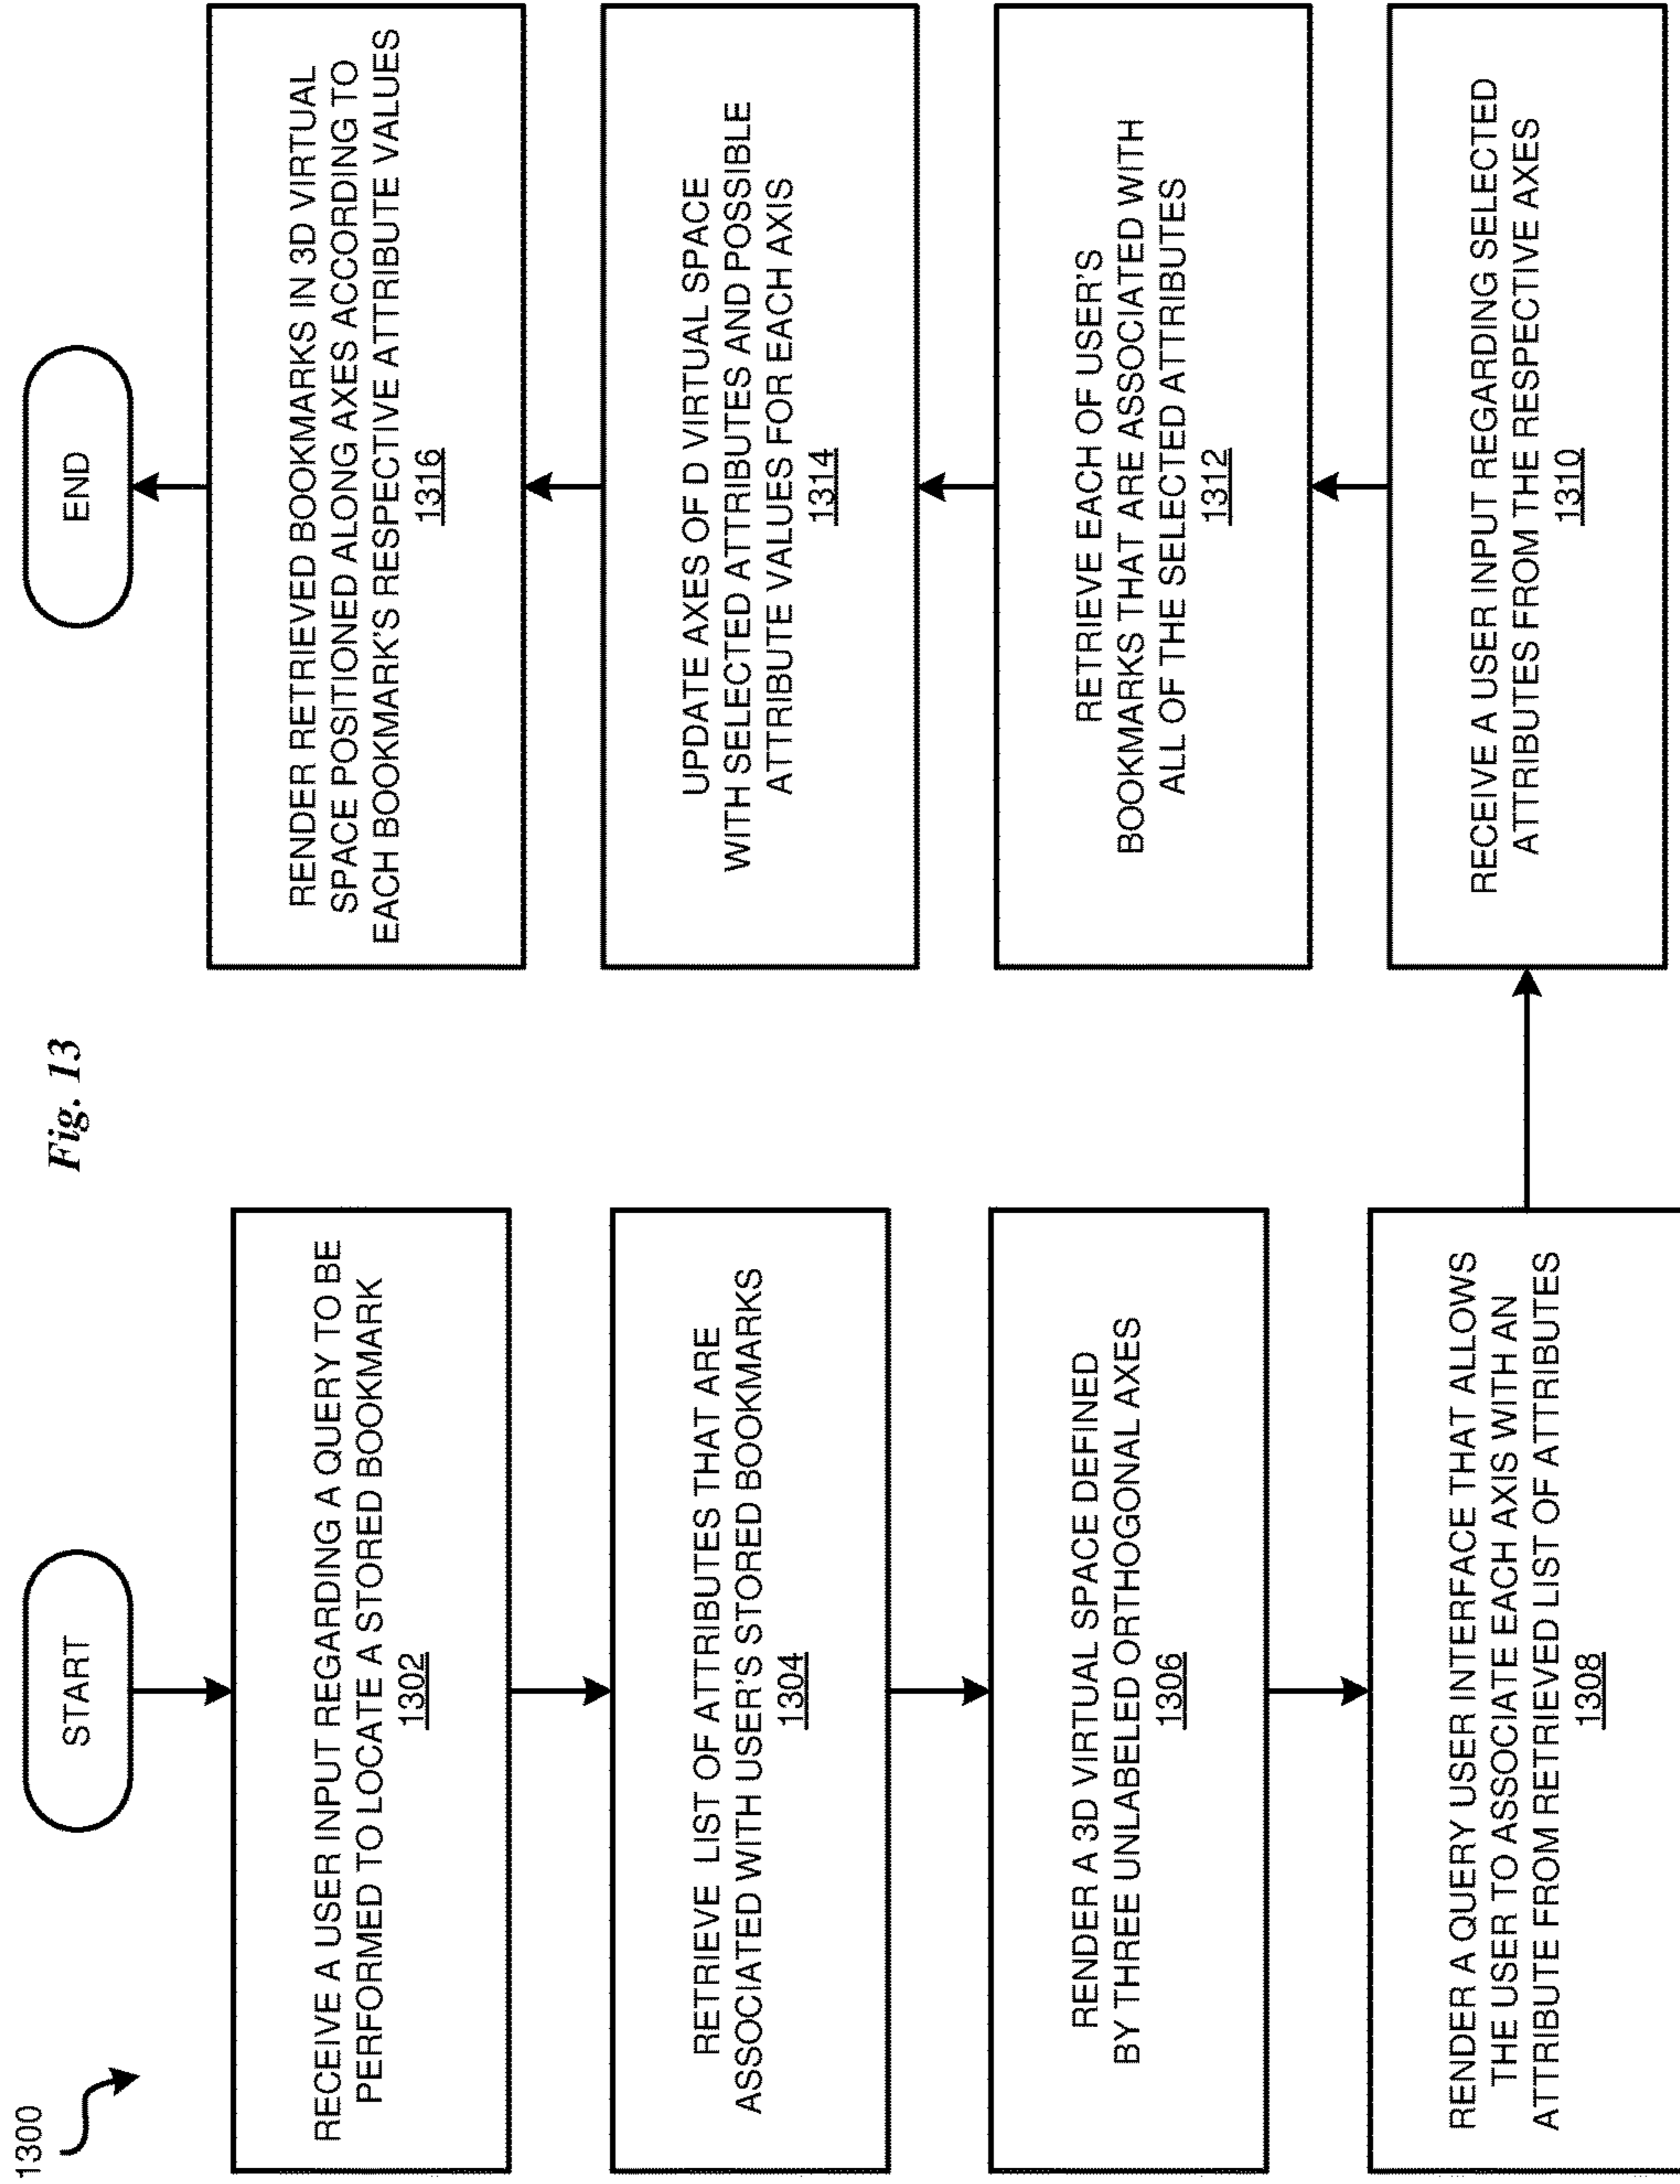 1300
START
RECEIVE A USER INPUT REGARDING A QUERY TO BE
PERFORMED TO LOCATE A STORED BOOKMARK
1302
RETRIEVE LIST OF ATTRIBUTES THAT ARE
ASSOCIATED WITH USER'S STORED BOOKMARKS
1304
RENDER A 3D VIRTUAL SPACE DEFINED
BY THREE UNLABELED ORTHOGONAL AXES
1306
RENDER A QUERY USER INTERFACE THAT ALLOWS
THE USER TO ASSOCIATE EACH AXIS WITH AN
ATTRIBUTE FROM RETRIEVED LIST OF ATTRIBUTES
1308
Fig. 13
RECEIVE A USER INPUT REGARDING SELECTED
ATTRIBUTES FROM THE RESPECTIVE AXES
1310
RETRIEVE EACH OF USER'S
BOOKMARKS THAT ARE ASSOCIATED WITH
ALL OF THE SELECTED ATTRIBUTES
1312
UPDATE AXES OF D VIRTUAL SPACE
WITH SELECTED ATTRIBUTES AND POSSIBLE
ATTRIBUTE VALUES FOR EACH AXIS
1314
RENDER RETRIEVED BOOKMARKS IN 3D VIRTUAL
SPACE POSITIONED ALONG AXES ACCORDING TO
EACH BOOKMARK'S RESPECTIVE ATTRIBUTE VALUES
1316
END